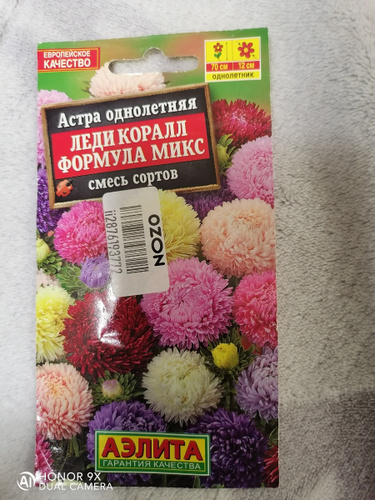 ЕВРОПЕЙСКОЕ
КАЧЕСТВО
70 см
12 см
однолетник
Астра однолетняя
ЛЕДИ КОРАЛЛ
ФОРМУЛА МИКС
смесь сортов
OZON
АЭЛИТА
ГАРАНТИЯ КАЧЕСТВА
HONOR 9X
DUAL CAMERA